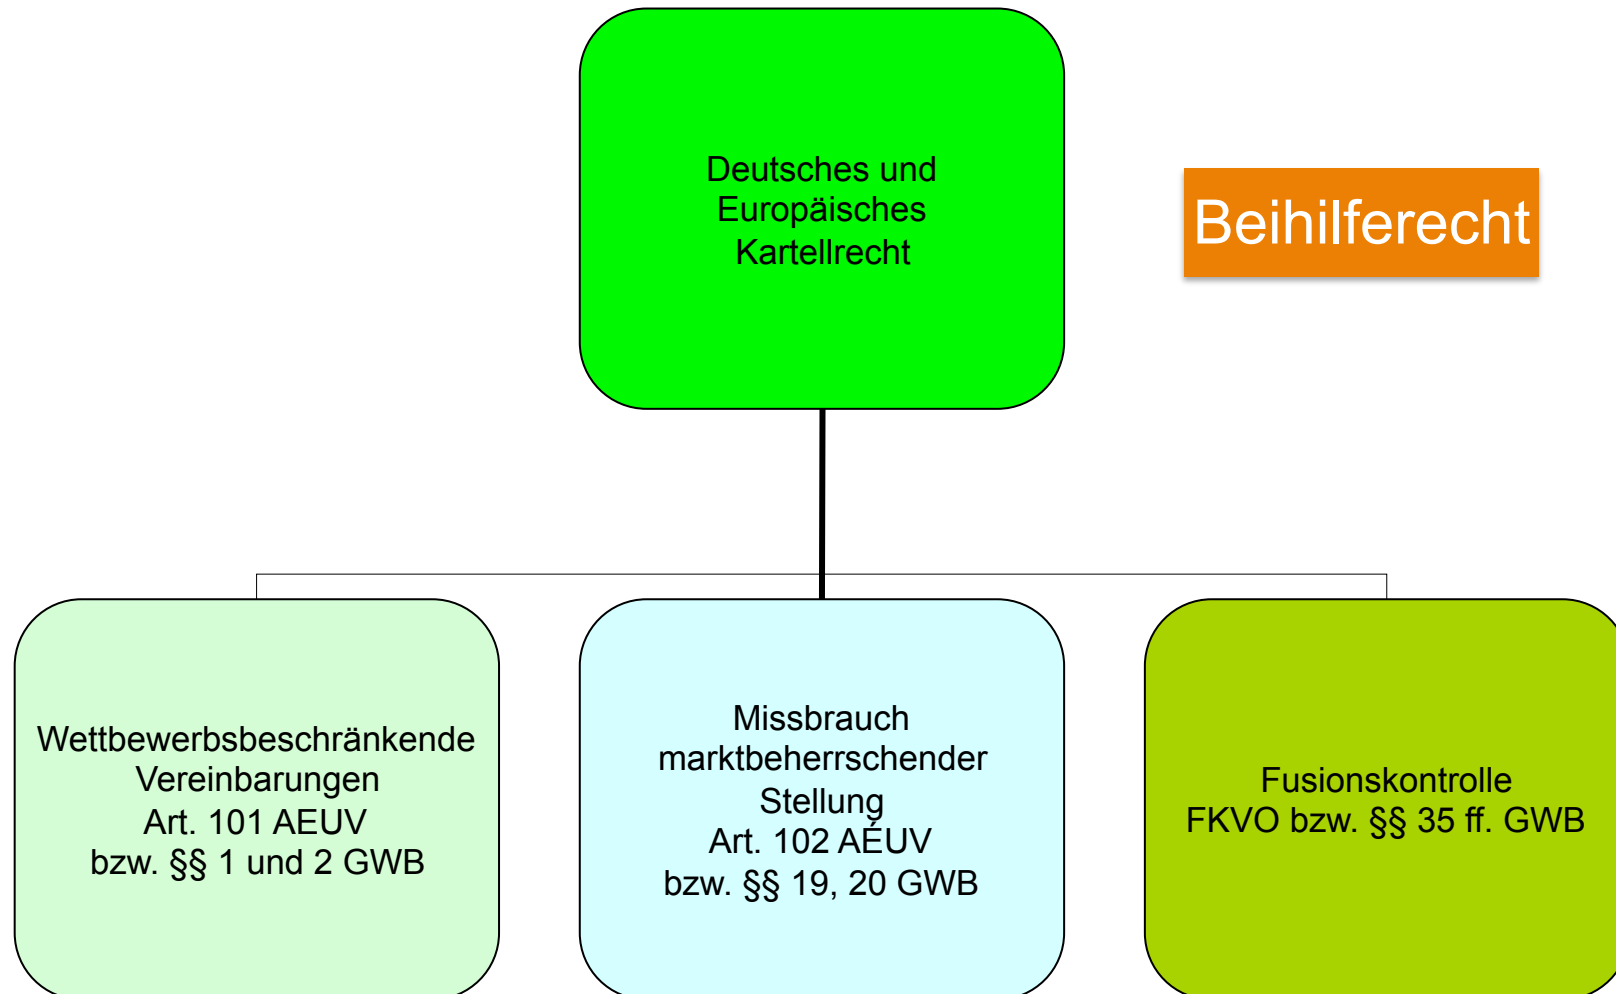 Deutsches und
Europäisches
Kartellrecht
Beihilferecht
Wettbewerbsbeschränkende
Vereinbarungen
Art. 101 AEUV
bzw. §§ 1 und 2 GWB
Missbrauch
marktbeherrschender
Stellung
Art. 102 AÉUV
bzw. §§ 19, 20 GWB
Fusionskontrolle
FKVO bzw. §§ 35 ff. GWB